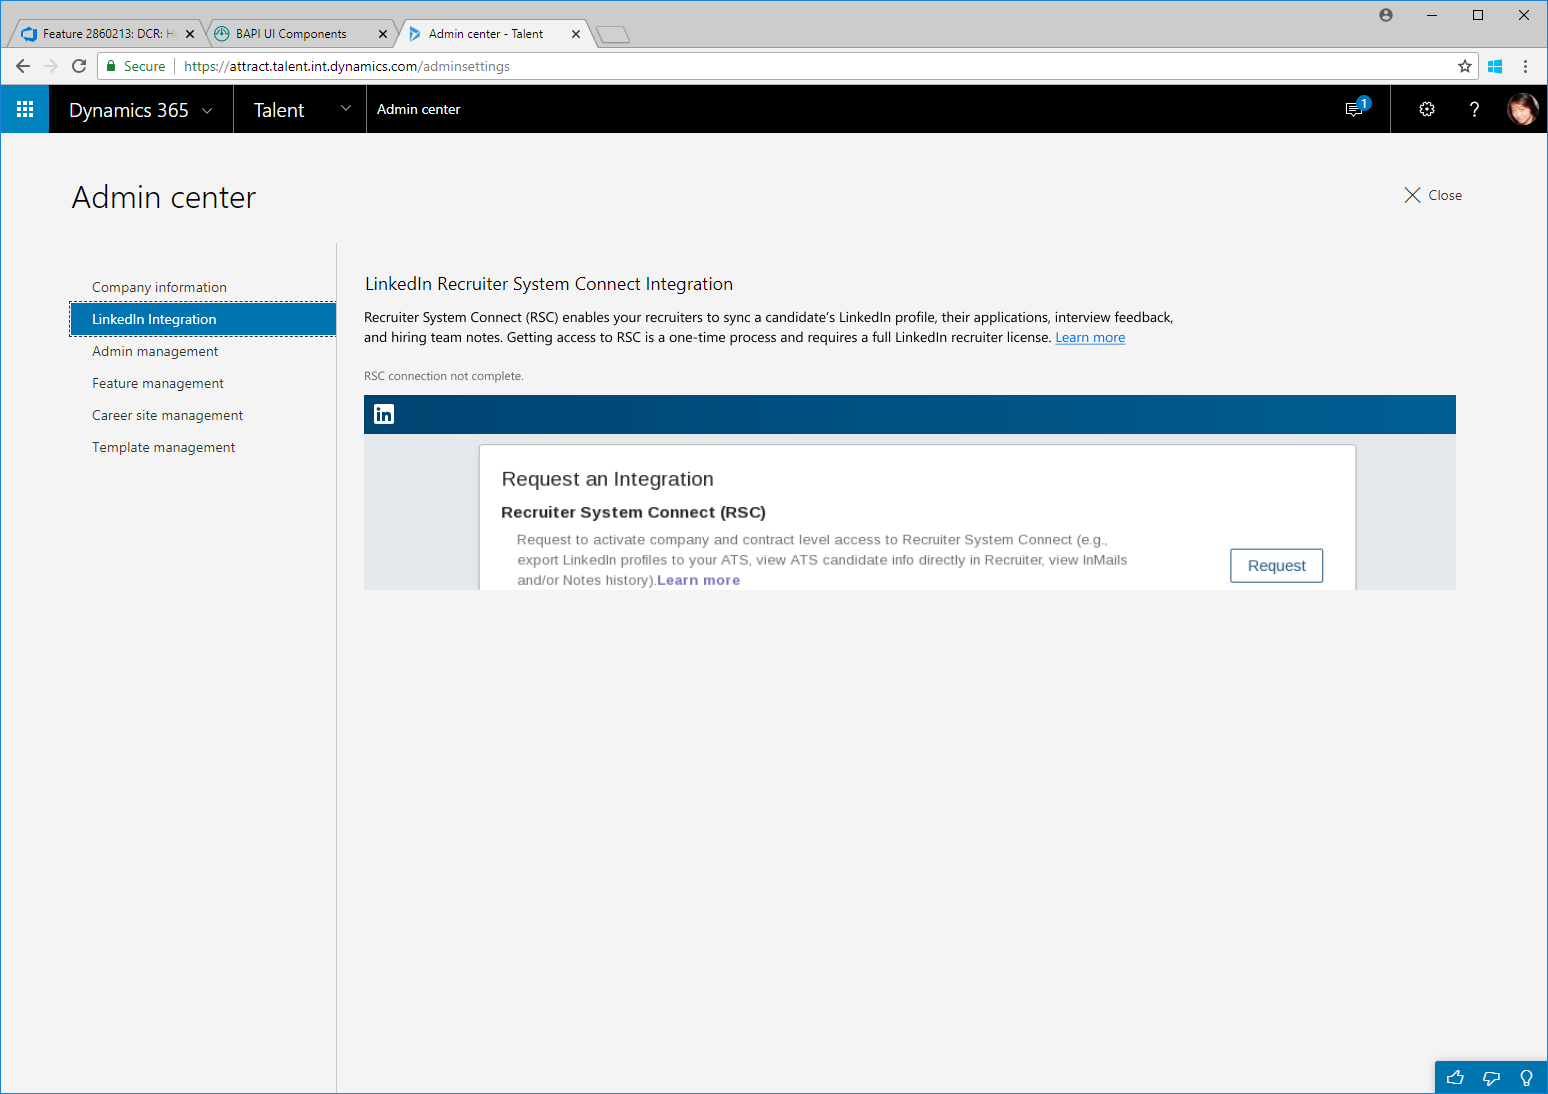 Feature 2860213: DCR: H
BAPI UI Components
Admin center - Talent
Secure
https://attract.talent.int.dynamics.com/adminsettings
Dynamics 365
Talent
Admin center
1
?
Admin center
Close
Company information
LinkedIn Integration
Admin management
Feature management
Career site management
Template management
LinkedIn Recruiter System Connect Integration
Recruiter System Connect (RSC) enables your recruiters to sync a candidate’s LinkedIn profile, their applications, interview feedback,
and hiring team notes. Getting access to RSC is a one-time process and requires a full LinkedIn recruiter license. Learn more
RSC connection not complete.
in
Request an Integration
Recruiter System Connect (RSC)
Request to activate company and contract level access to Recruiter System Connect (e.g.,
export LinkedIn profiles to your ATS, view ATS candidate info directly in Recruiter, view InMails
and/or Notes history).Learn more
Request